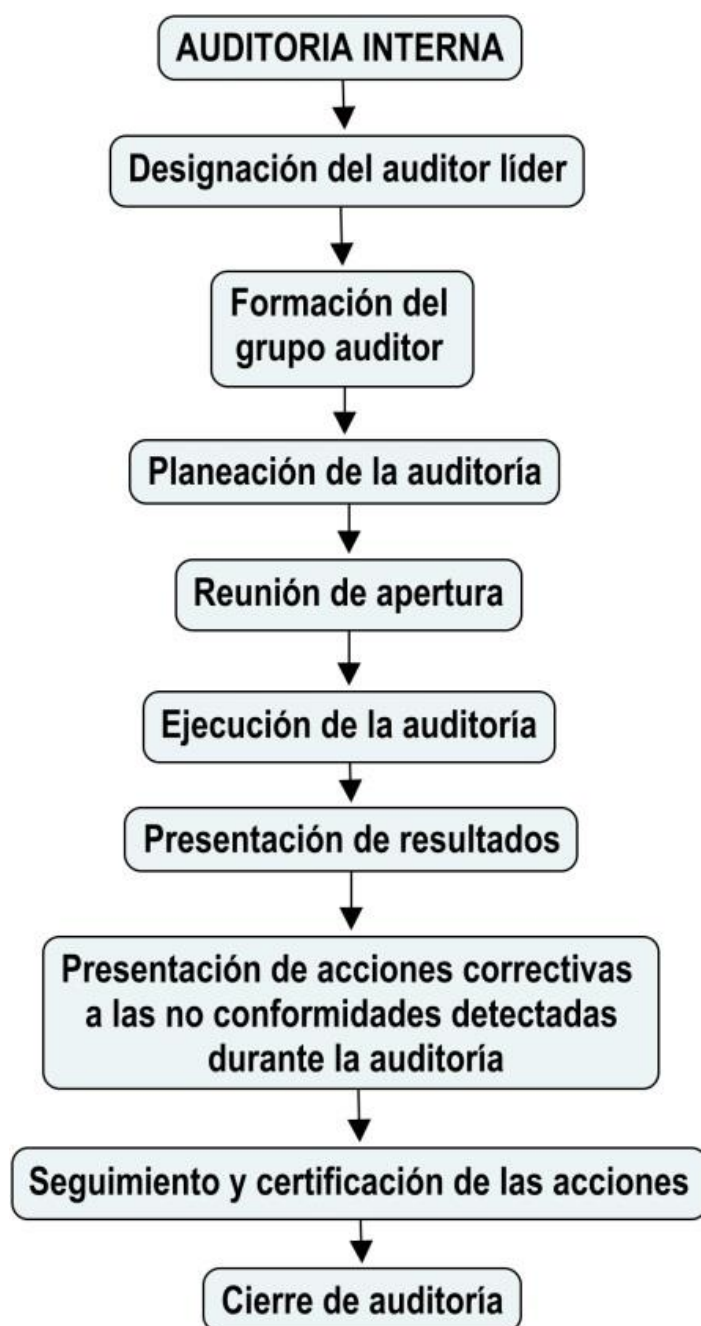 AUDITORIA INTERNA
Designación del auditor líder
Formación del
grupo auditor
Planeación de la auditoría
Reunión de apertura
Ejecución de la auditoría
Presentación de resultados
Presentación de acciones correctivas
a las no conformidades detectadas
durante la auditoría
Seguimiento y certificación de las acciones
Cierre de auditoría